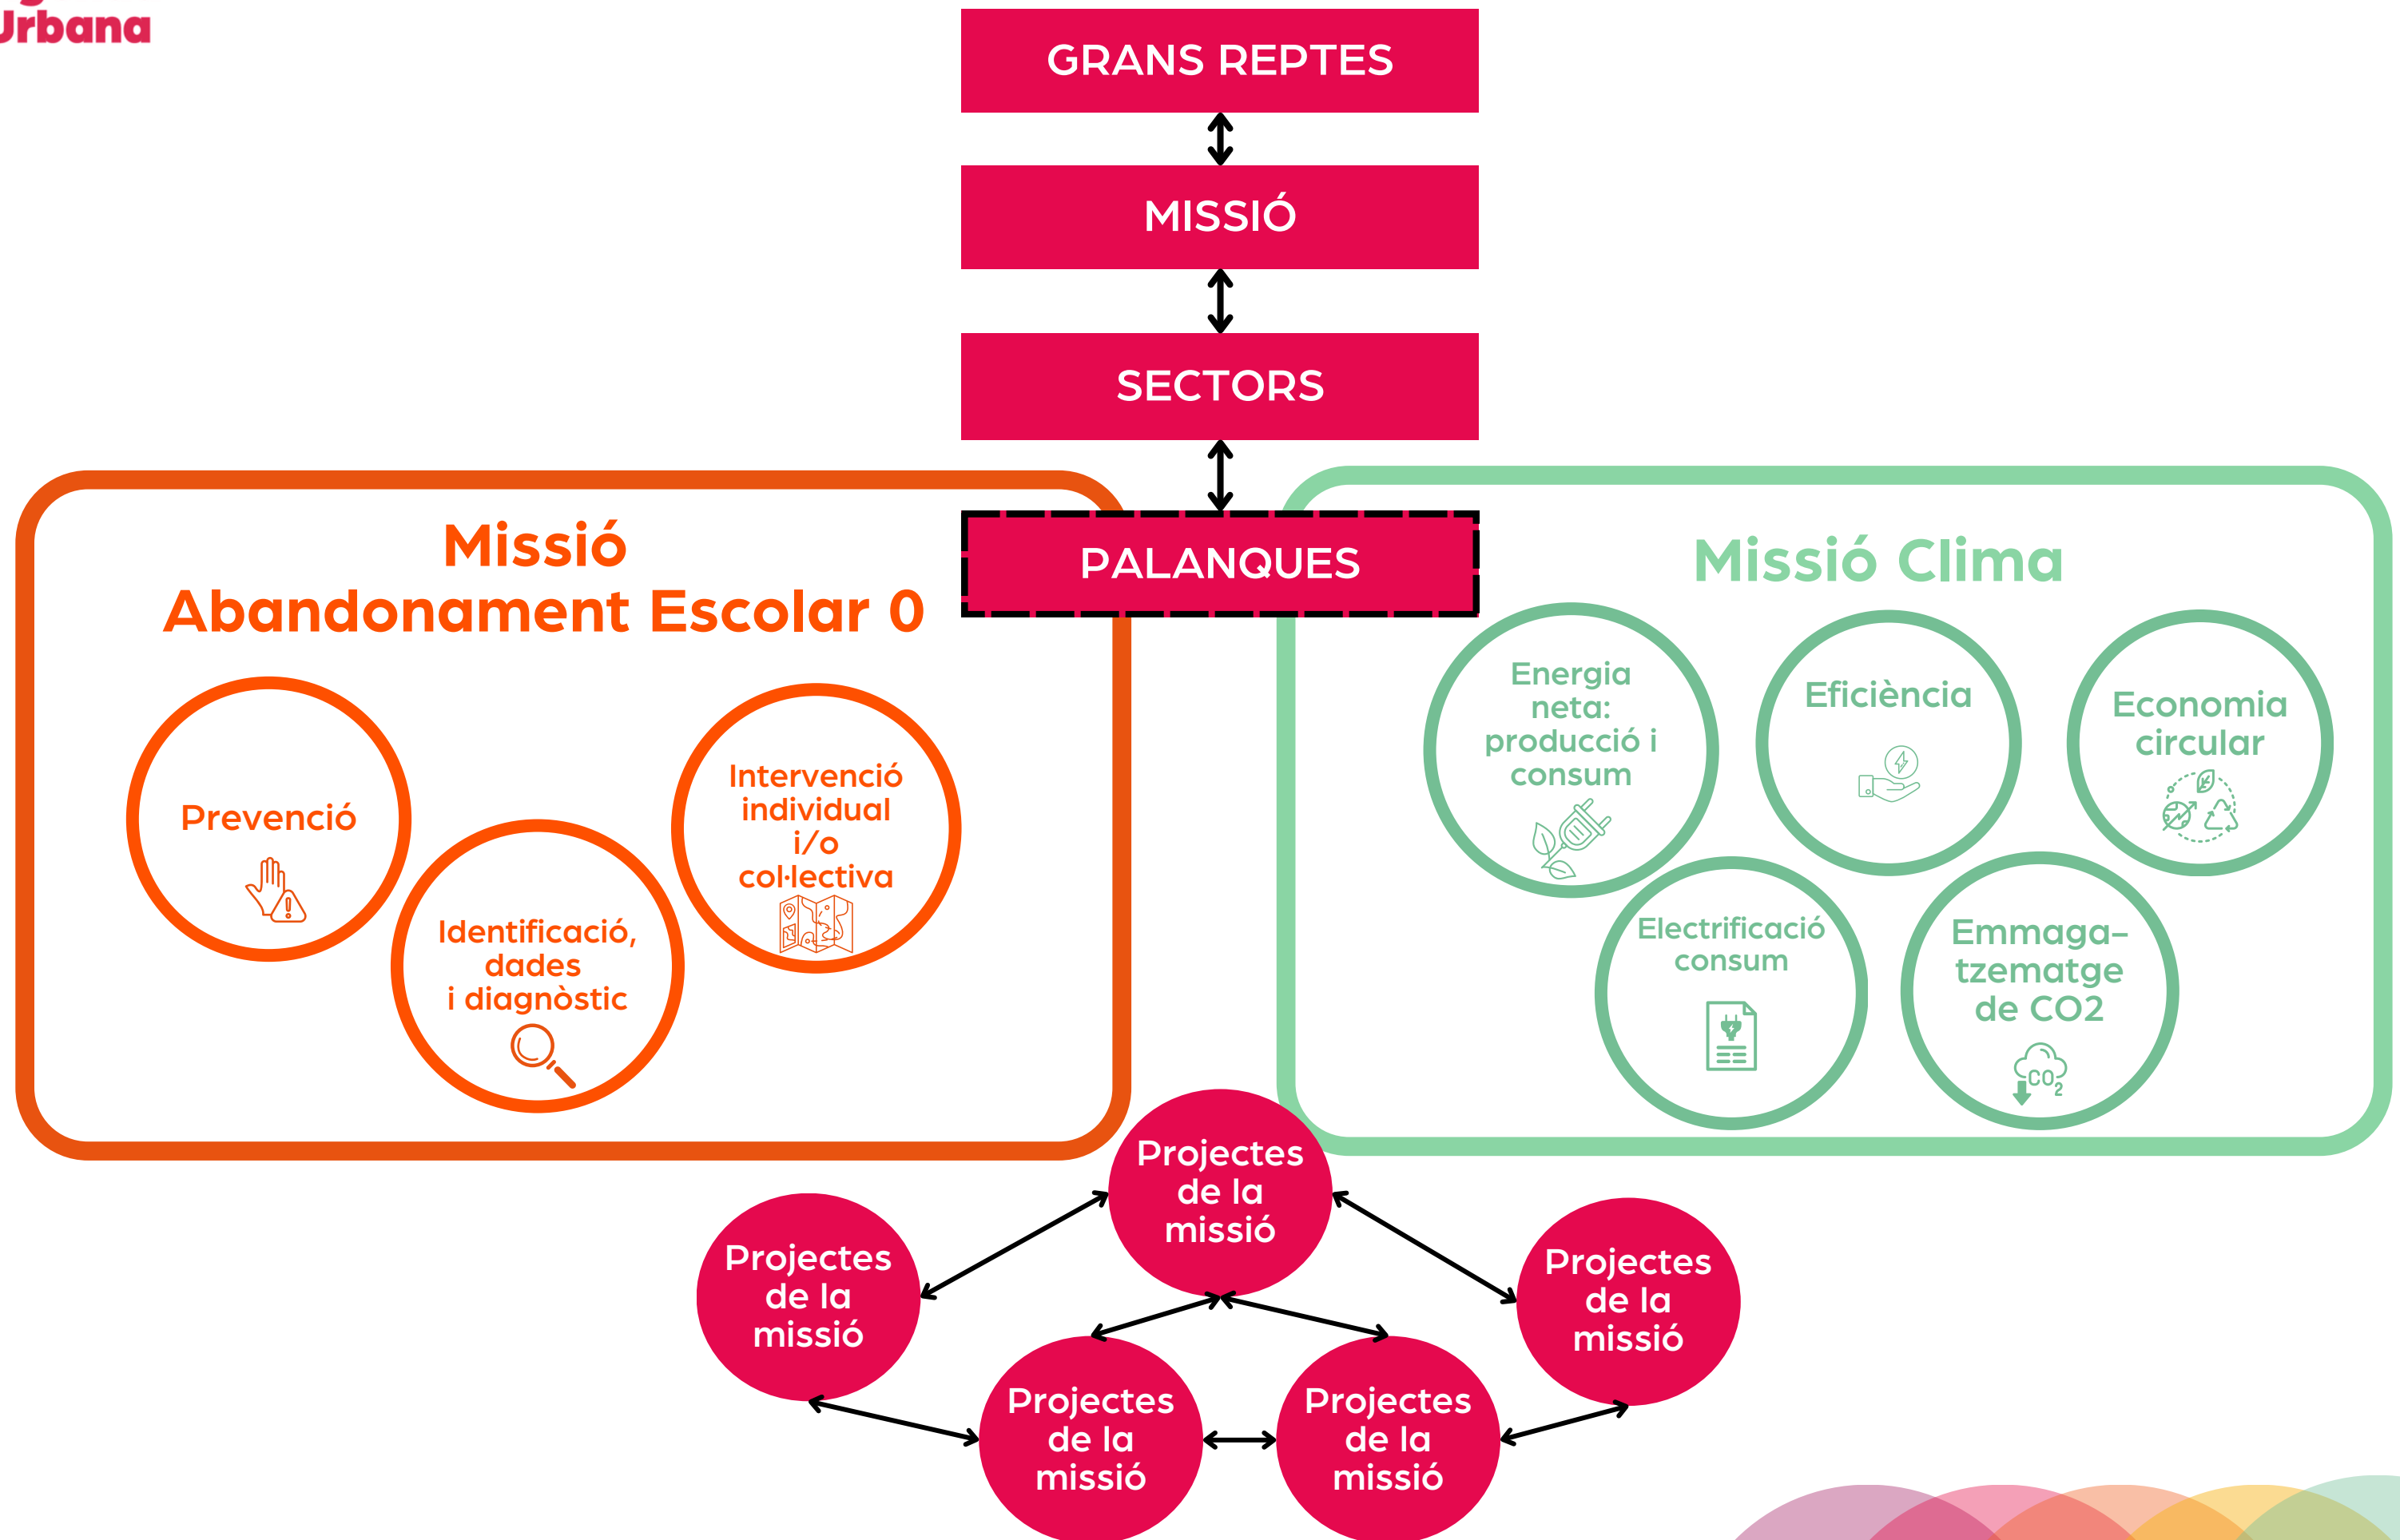 Urbana
GRANS REPTES
MISSIÓ
SECTORS
PALANQUES
Missió
Abandonament Escolar 0
Prevenció
Identificació,
dades
i diagnòstic
Intervenció
individual
i/o
col·lectiva
Missió Clima
Energia
neta:
producció i
consum
Eficiència
Economia
circular
Electrificació
consum
Emmaga-
tzematge
de CO2
CO2
Projectes
de la
missió
Projectes
de la
missió
Projectes
de la
missió
Projectes
de la
missió
Projectes
de la
missió